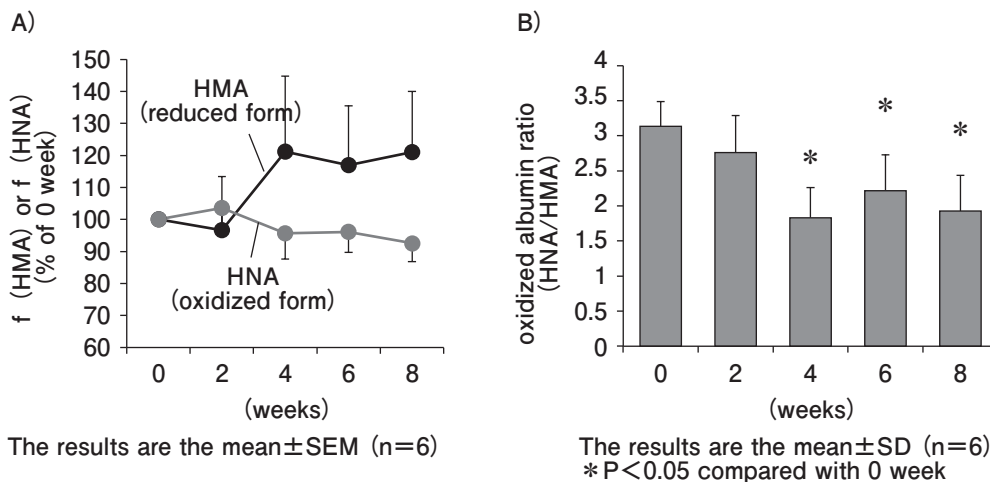 A)
f (HMA) or f (HNA)
(% of 0 week)
150
140
130
120
110
100
90
80
70
60
HMA
(reduced form)
HNA
(oxidized form)
0 2 4 6 8
(weeks)
The results are the mean±SEM (n=6)
B)
oxidized albumin ratio
(HNA/HMA)
4
3.5
3
2.5
2
1.5
1
0.5
0
* * *
0 2 4 6 8
(weeks)
The results are the mean±SD (n=6)
*P<0.05 compared with 0 week